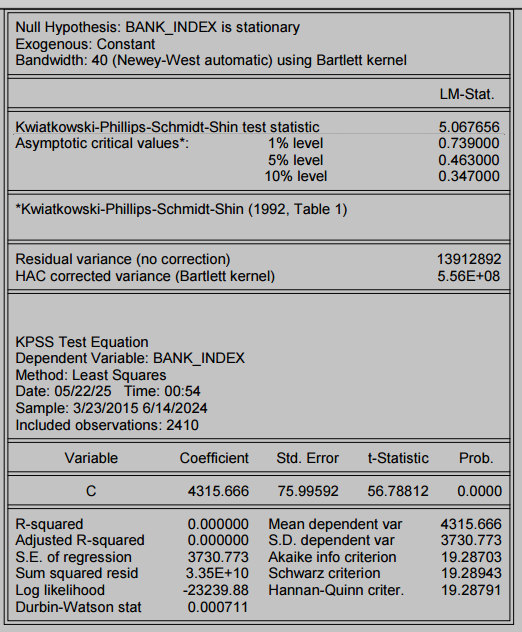 Null Hypothesis: BANK_INDEX is stationary
Exogenous: Constant
Bandwidth: 40 (Newey-West automatic) using Bartlett kernel
LM-Stat.
Kwiatkowski-Phillips-Schmidt-Shin test statistic 5.067656
Asymptotic critical values*: 1% level 0.739000
5% level 0.463000
10% level 0.347000
*Kwiatkowski-Phillips-Schmidt-Shin (1992, Table 1)
Residual variance (no correction) 13912892
HAC corrected variance (Bartlett kernel) 5.56E+08
KPSS Test Equation
Dependent Variable: BANK_INDEX
Method: Least Squares
Date: 05/22/25 Time: 00:54
Sample: 3/23/2015 6/14/2024
Included observations: 2410
Variable Coefficient Std. Error t-Statistic Prob.
C 4315.666 75.99592 56.78812 0.0000
R-squared 0.000000 Mean dependent var 4315.666
Adjusted R-squared 0.000000 S.D. dependent var 3730.773
S.E. of regression 3730.773 Akaike info criterion 19.28703
Sum squared resid 3.35E+10 Schwarz criterion 19.28943
Log likelihood -23239.88 Hannan-Quinn criter. 19.28791
Durbin-Watson stat 0.000711